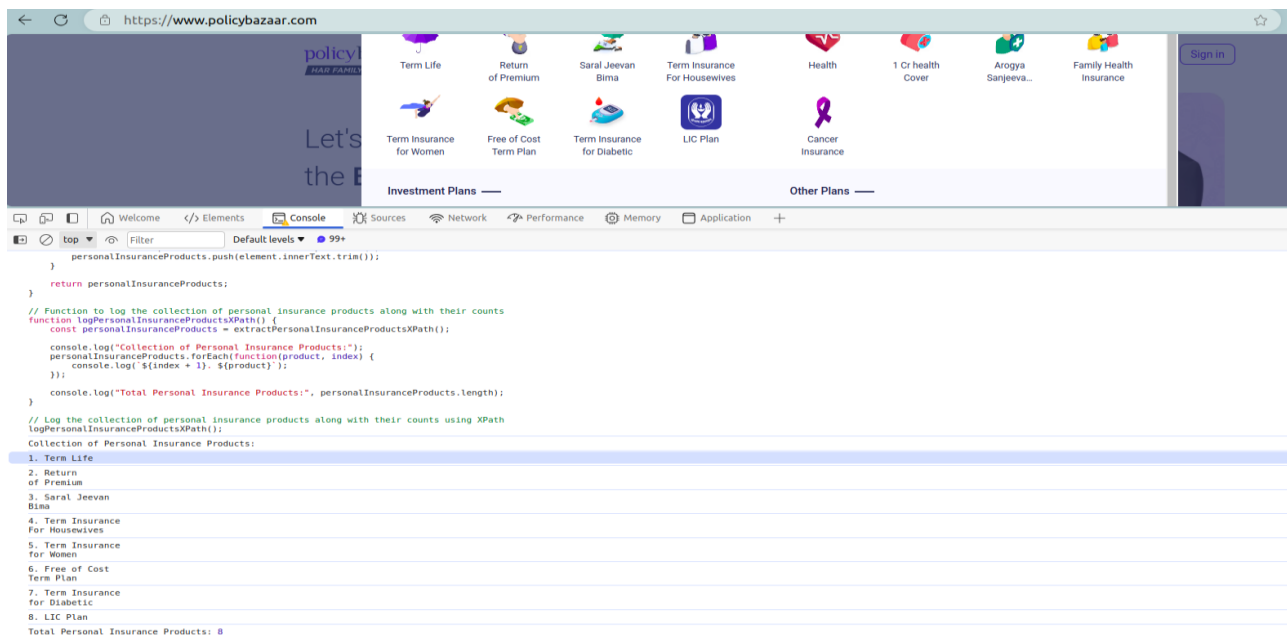 https://www.policybazaar.com
policyb
HAR FAMILY
Sign in
Term Life
Return
of Premium
Saral Jeevan
Bima
Term Insurance
For Housewives
Health
1 Cr health
Cover
Arogya
Sanjeeva...
Family Health
Insurance
Let's
the
Term Insurance
for Women
Free of Cost
Term Plan
Term Insurance
for Diabetic
LIC Plan
Cancer
Insurance
Investment Plans
Other Plans
Welcome
</> Elements
Console
Sources
Network
Performance
Memory
Application
top
Filter
Default levels
99+
personalInsuranceProducts.push(element.innerText.trim());
}
return personalInsuranceProducts;
}
// Function to log the collection of personal insurance products along with their counts
function logPersonalInsuranceProductsXPath() {
const personalInsuranceProducts = extractPersonalInsuranceProductsXPath();
console.log("Collection of Personal Insurance Products:");
personalInsuranceProducts.forEach(function(product, index) {
console.log(`${index + 1}. ${product}`);
});
console.log("Total Personal Insurance Products:", personalInsuranceProducts.length);
}
// Log the collection of personal insurance products along with their counts using XPath
logPersonalInsuranceProductsXPath();
Collection of Personal Insurance Products:
1. Term Life
2. Return
of Premium
3. Saral Jeevan
Bima
4. Term Insurance
For Housewives
5. Term Insurance
for Women
6. Free of Cost
Term Plan
7. Term Insurance
for Diabetic
8. LIC Plan
Total Personal Insurance Products: 8